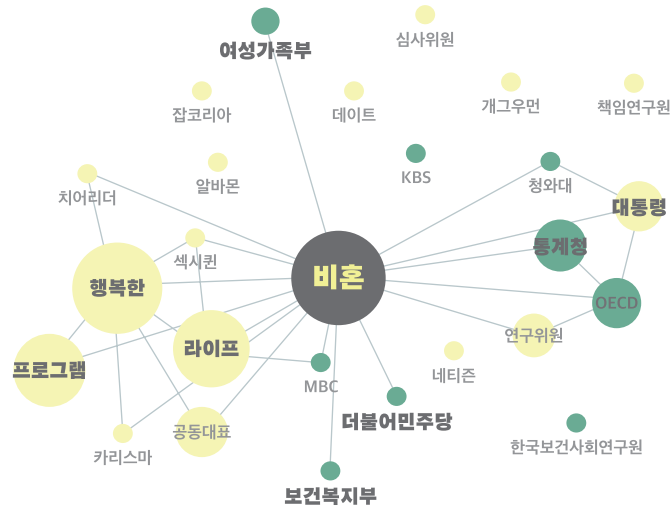 심사위원
여성가족부
잡코리아
데이트
개그우먼
책임연구원
KBS
청와대
알바몬
치어리더
대통령
통계청
섹시퀸
비혼
행복한
OECD
연구위원
라이프
프로그램
MBC
네티즌
더불어민주당
공동대표
한국보건사회연구원
카리스마
보건복지부